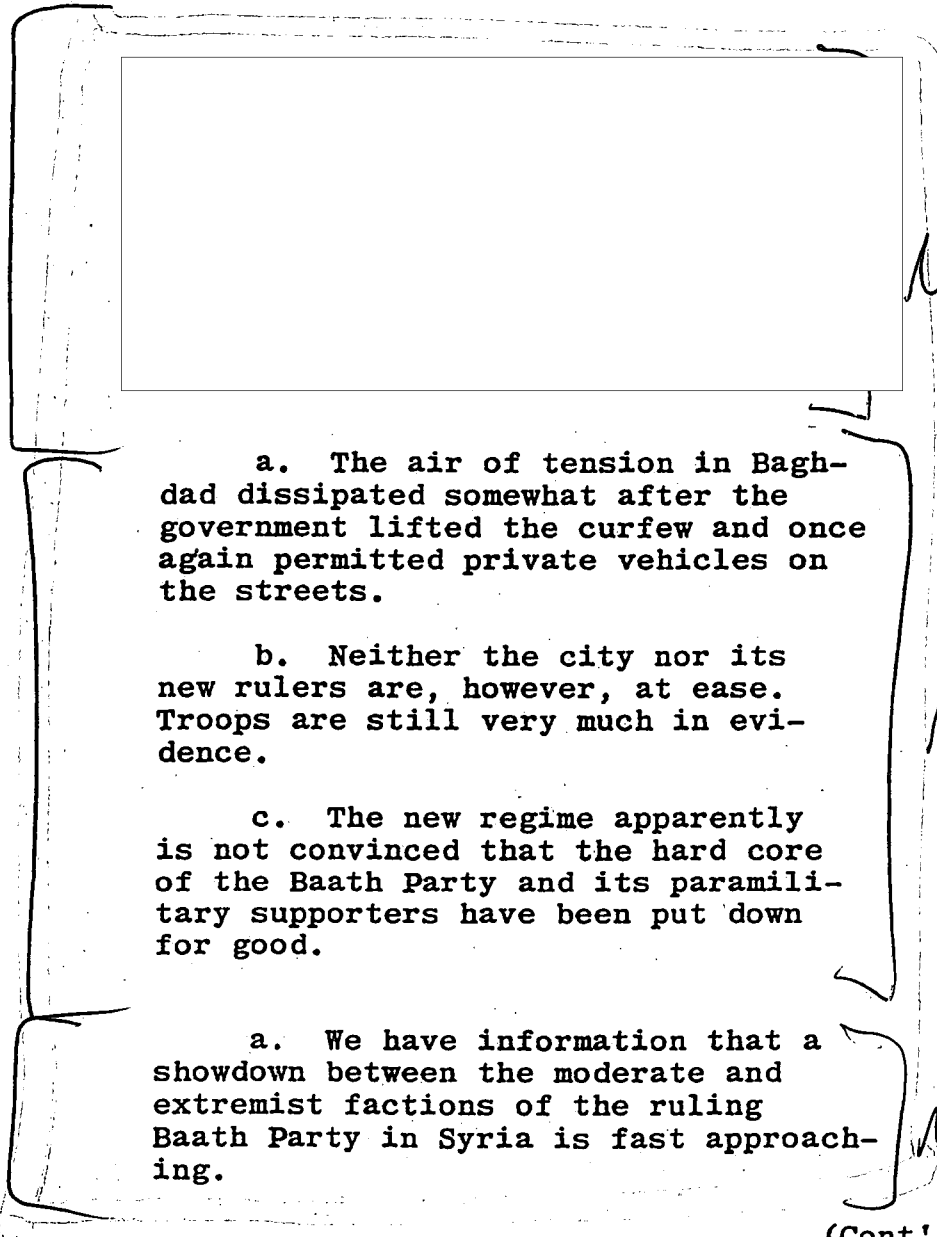 a. The air of tension in Bagh-
dad dissipated somewhat after the
government lifted the curfew and once
again permitted private vehicles on
the streets.
b. Neither the city nor its
new rulers are, however, at ease.
Troops are still very much in evi-
dence.
c. The new regime apparently
is not convinced that the hard core
of the Baath Party and its paramili-
tary supporters have been put down
for good.
a. We have information that a
showdown between the moderate and
extremist factions of the ruling
Baath Party in Syria is fast approach-
ing.
(Cont'